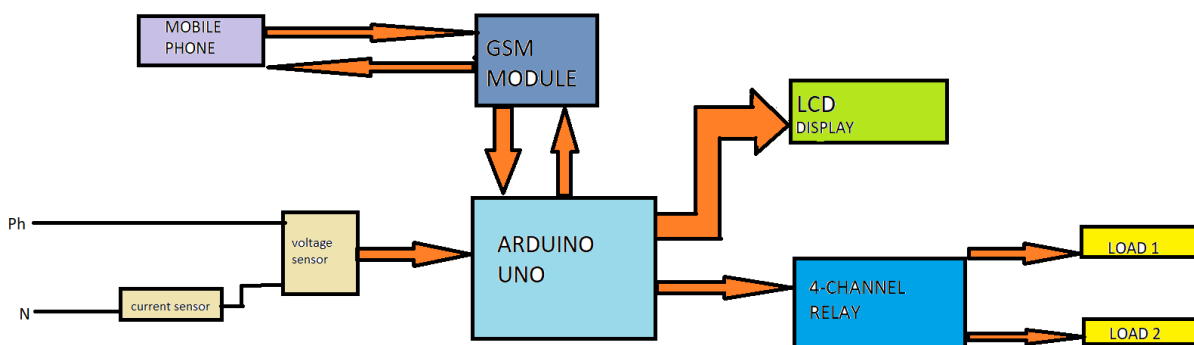 MOBILE
PHONE
GSM
MODULE
LCD
DISPLAY
Ph
voltage
sensor
ARDUINO
UNO
N
current sensor
4-CHANNEL
RELAY
LOAD 1
LOAD 2